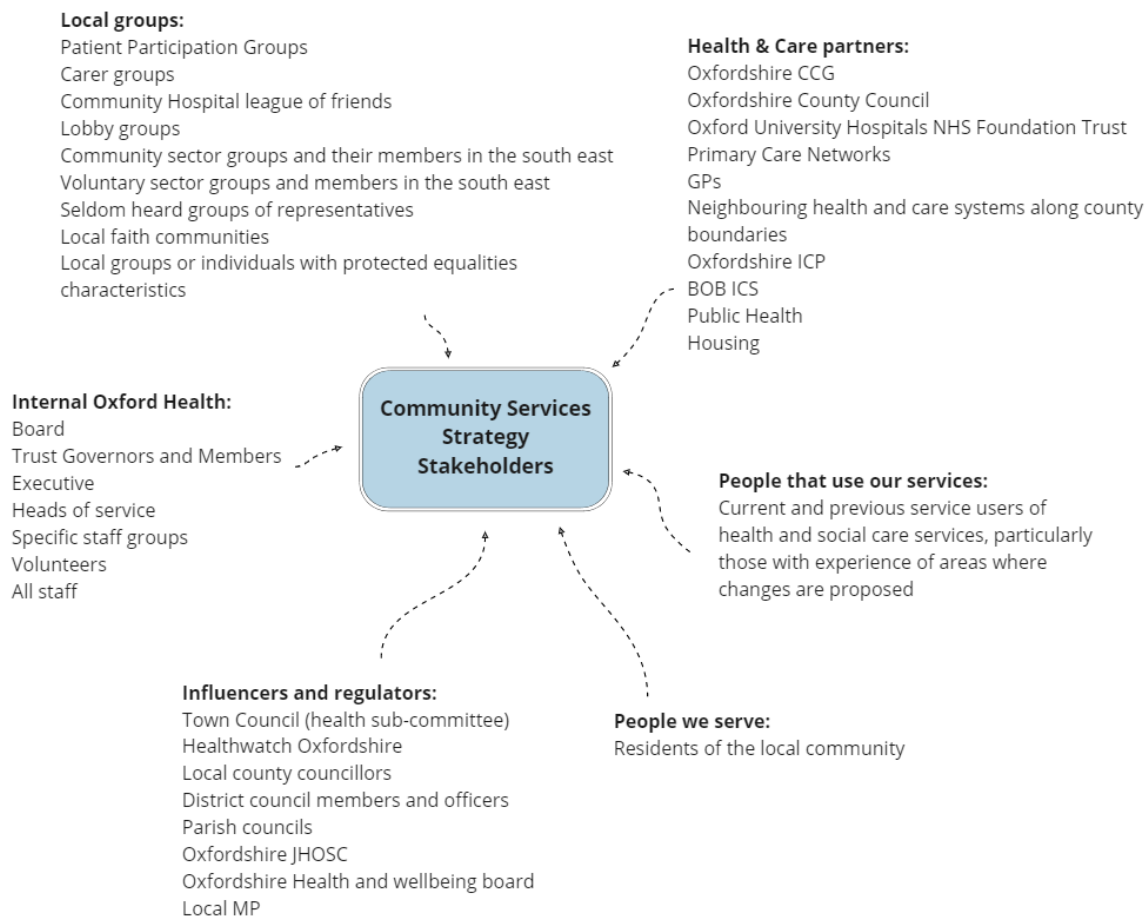 Local groups:
Patient Participation Groups
Carer groups
Community Hospital league of friends
Lobby groups
Community sector groups and their members in the south east
Voluntary sector groups and members in the south east
Seldom heard groups of representatives
Local faith communities
Local groups or individuals with protected equalities
characteristics
Health & Care partners:
Oxfordshire CCG
Oxfordshire County Council
Oxford University Hospitals NHS Foundation Trust
Primary Care Networks
GPs
Neighbouring health and care systems along county
boundaries
Oxfordshire ICP
BOB ICS
Public Health
Housing
Community Services
Strategy
Stakeholders
Internal Oxford Health:
Board
Trust Governors and Members
Executive
Heads of service
Specific staff groups
Volunteers
All staff
People that use our services:
Current and previous service users of
health and social care services, particularly
those with experience of areas where
changes are proposed
Influencers and regulators:
Town Council (health sub-committee)
Healthwatch Oxfordshire
Local county councillors
District council members and officers
Parish councils
Oxfordshire JHOSC
Oxfordshire Health and wellbeing board
Local MP
People we serve:
Residents of the local community